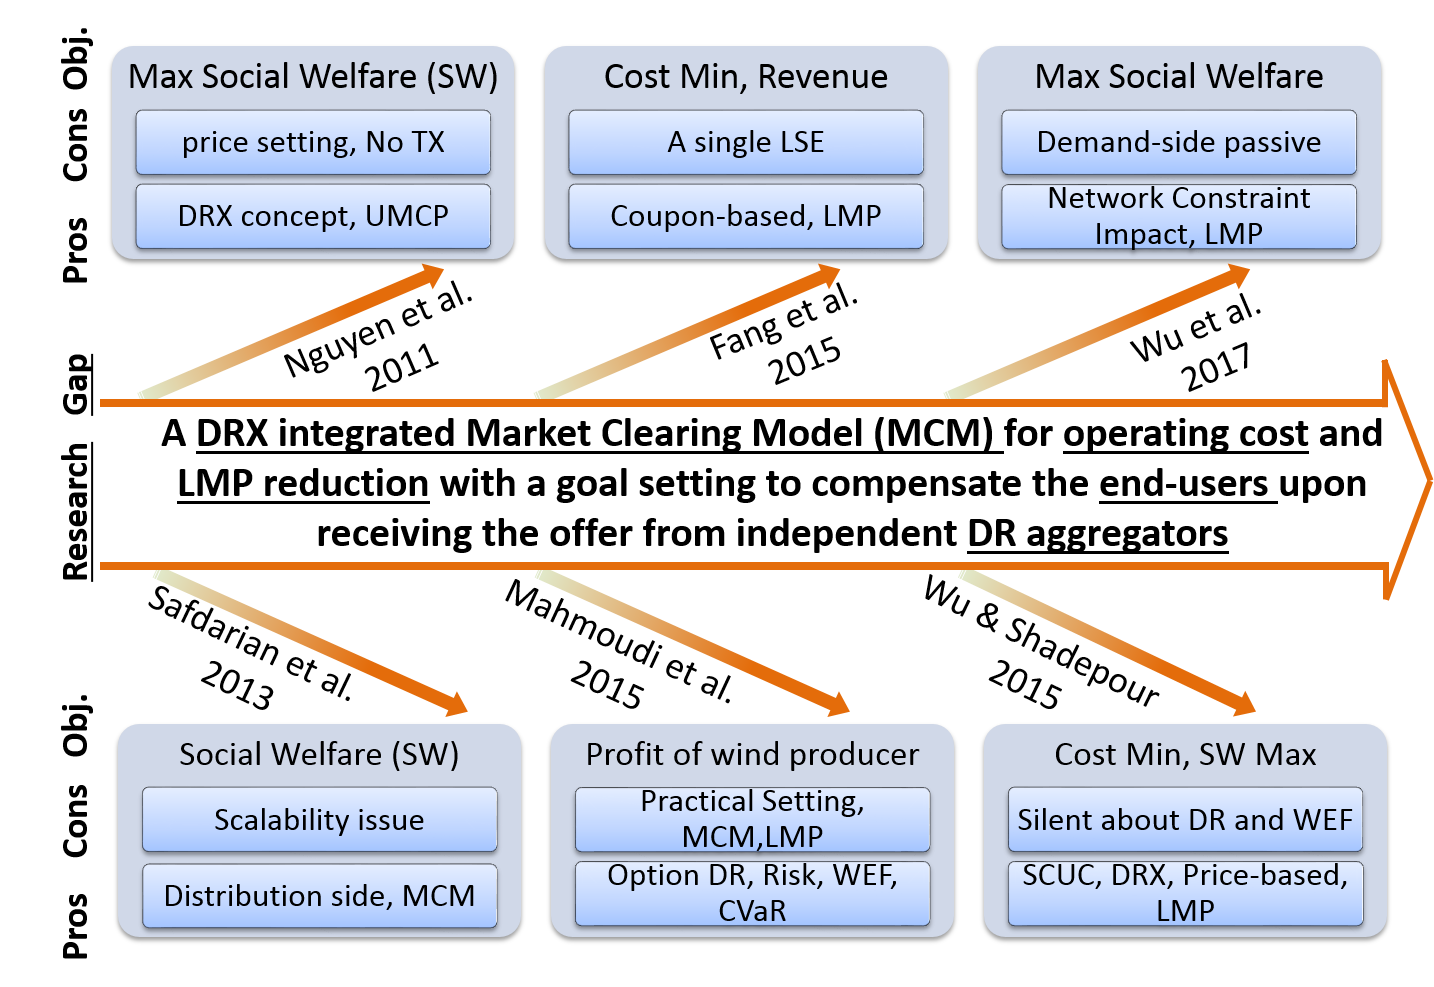 Obj.
Cons
Pros
Max Social Welfare (SW)
price setting, No TX
DRX concept, UMCP
Cost Min, Revenue
A single LSE
Coupon-based, LMP
Max Social Welfare
Demand-side passive
Network Constraint
Impact, LMP
Nguyen et al.
2011
Fang et al.
2015
Wu et al.
2017
Research Gap
A DRX integrated Market Clearing Model (MCM) for operating cost and
LMP reduction with a goal setting to compensate the end-users upon
receiving the offer from independent DR aggregators
Safdarian et al.
2013
Mahmoudi et al.
2015
Wu & Shadepour
2015
Obj.
Cons
Pros
Social Welfare (SW)
Scalability issue
Distribution side, MCM
Profit of wind producer
Practical Setting,
MCM,LMP
Option DR, Risk, WEF,
CVaR
Cost Min, SW Max
Silent about DR and WEF
SCUC, DRX, Price-based,
LMP